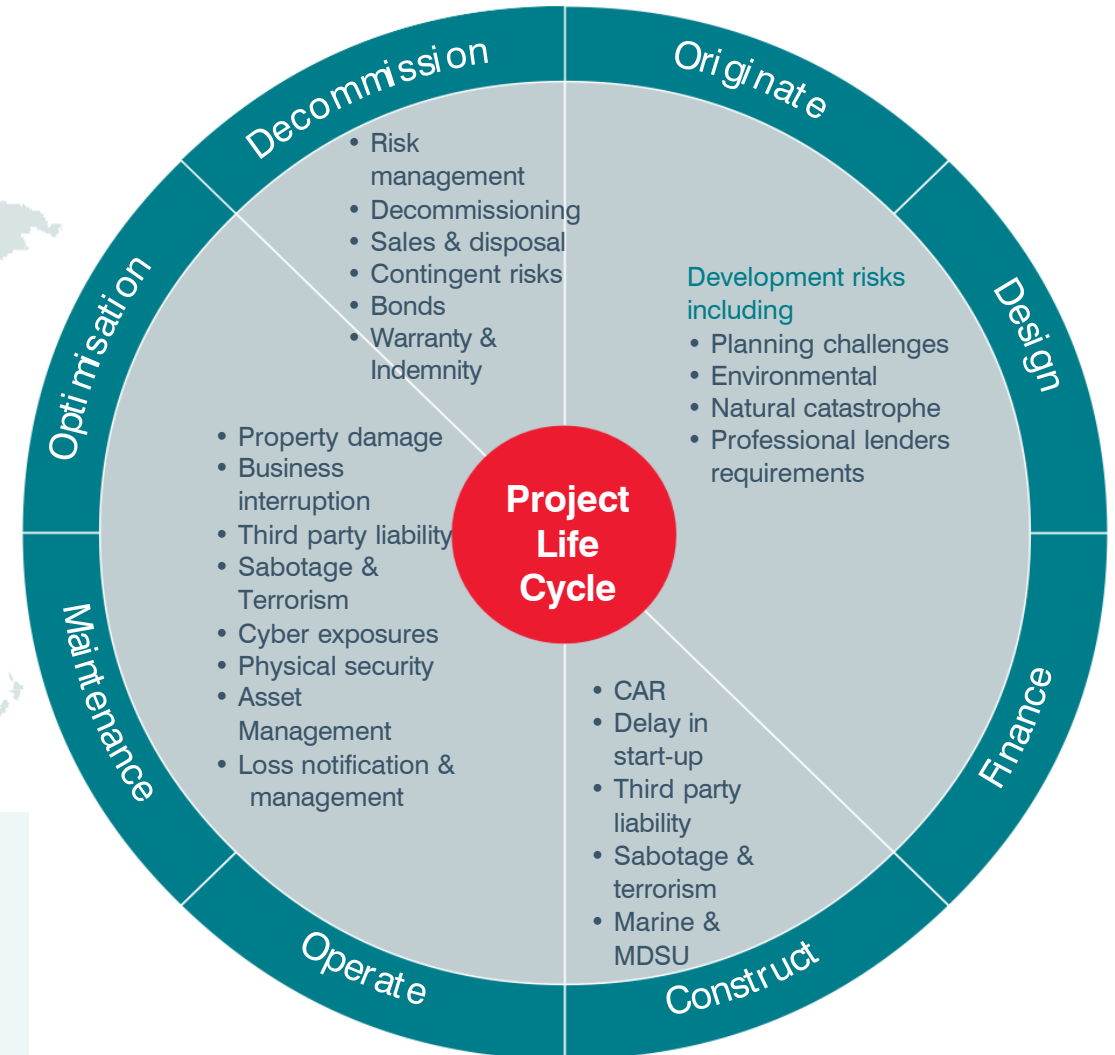 Decommission
Originate
Design
Finance
Construct
Operate
Maintenance
Optimisation
• Risk
management
• Decommissioning
• Sales & disposal
• Contingent risks
• Bonds
• Warranty &
Indemnity
Development risks
including
• Planning challenges
• Environmental
• Natural catastrophe
• Professional lenders
requirements
• Property damage
• Business
interruption
• Third party liability
• Sabotage &
Terrorism
• Cyber exposures
• Physical security
• Asset
Management
• Loss notification &
management
Project
Life
Cycle
• CAR
• Delay in
start-up
• Third party
liability
• Sabotage &
terrorism
• Marine &
MDSU